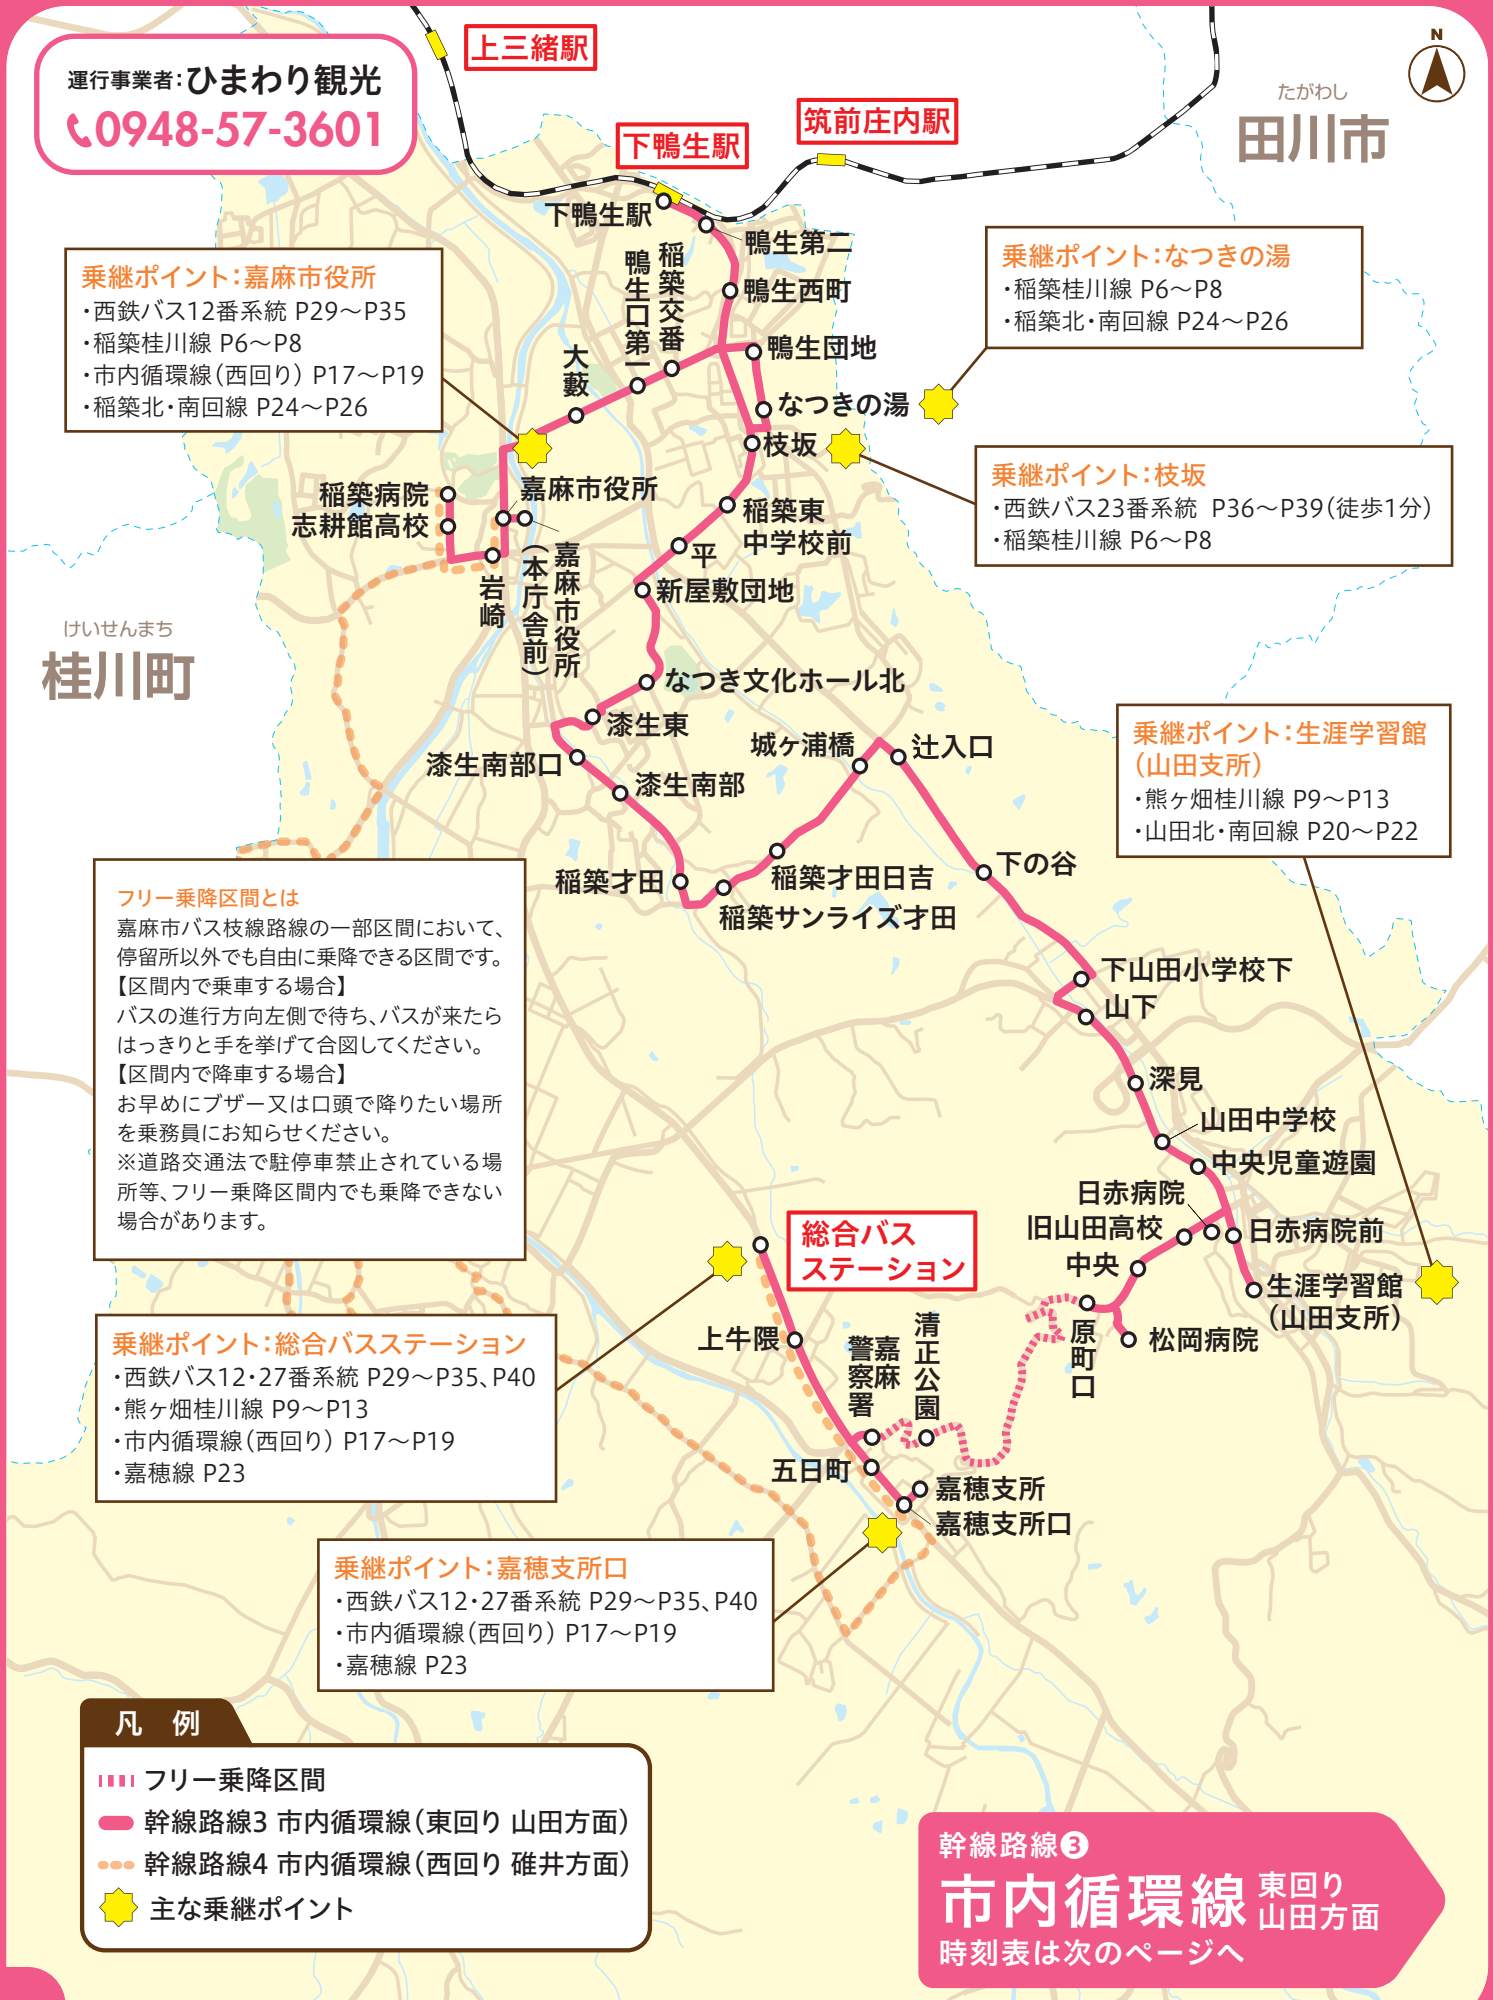 運行事業者：ひまわり観光
0948-57-3601
上三緒駅
下鴨生駅
筑前庄内駅
N
たがわし
田川市
けいせんまち
桂川町
乗継ポイント：嘉麻市役所
・西鉄バス12番系統 P29～P35
・稲築桂川線 P6～P8
・市内循環線（西回り） P17～P19
・稲築北・南回線 P24～P26
乗継ポイント：なつきの湯
・稲築桂川線 P6～P8
・稲築北・南回線 P24～P26
乗継ポイント：枝坂
・西鉄バス23番系統 P36～P39（徒歩1分）
・稲築桂川線 P6～P8
乗継ポイント：生涯学習館
（山田支所）
・熊ヶ畑桂川線 P9～P13
・山田北・南回線 P20～P22
下鴨生駅
鴨生第二
鴨生西町
鴨生団地
なつきの湯
枝坂
稲築交番
鴨生口第一
大藪
嘉麻市役所
嘉麻市役所
（本庁舎前）
岩崎
稲築病院
志耕館高校
稲築東
中学校前
平
新屋敷団地
なつき文化ホール北
漆生東
漆生南部口
漆生南部
稲築才田
稲築サンライズ才田
稲築才田日吉
城ヶ浦橋
辻入口
下の谷
下山田小学校下
山下
深見
山田中学校
中央児童遊園
日赤病院
旧山田高校
中央
日赤病院前
生涯学習館
（山田支所）
原町口
松岡病院
清正公園
嘉麻
警察署
総合バス
ステーション
上牛隈
五日町
嘉穂支所
嘉穂支所口
フリー乗降区間とは
嘉麻市バス枝線路線の一部区間において、
停留所以外でも自由に乗降できる区間です。
【区間内で乗車する場合】
バスの進行方向左側で待ち、バスが来たら
はっきりと手を挙げて合図してください。
【区間内で降車する場合】
お早めにブザー又は口頭で降りたい場所
を乗務員にお知らせください。
※道路交通法で駐停車禁止されている場
所等、フリー乗降区間内でも乗降できない
場合があります。
乗継ポイント：総合バスステーション
・西鉄バス12・27番系統 P29～P35、P40
・熊ヶ畑桂川線 P9～P13
・市内循環線（西回り） P17～P19
・嘉穂線 P23
乗継ポイント：嘉穂支所口
・西鉄バス12・27番系統 P29～P35、P40
・市内循環線（西回り） P17～P19
・嘉穂線 P23
凡 例
フリー乗降区間
幹線路線3 市内循環線（東回り 山田方面）
幹線路線4 市内循環線（西回り 碓井方面）
主な乗継ポイント
幹線路線❸
市内循環線 東回り
山田方面
時刻表は次のページへ